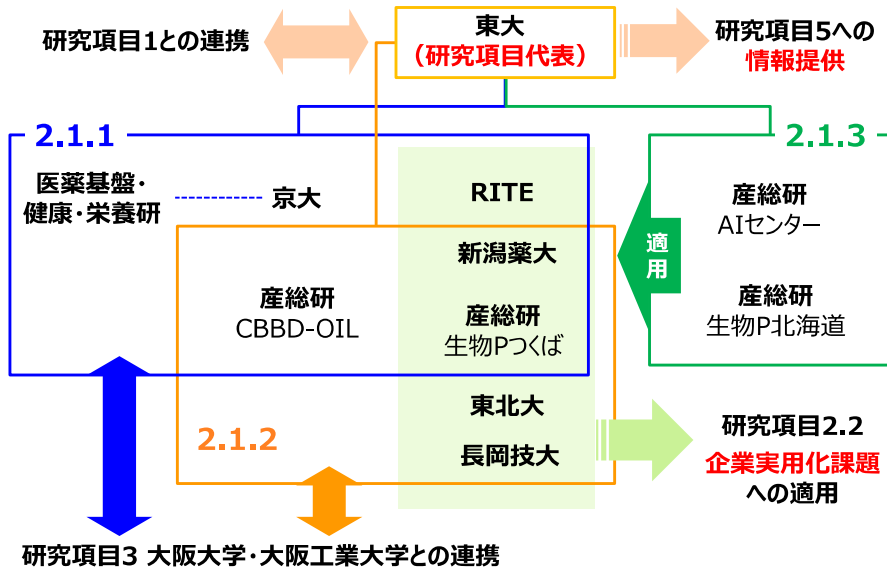 研究項目1との連携
東大
(研究項目代表)
研究項目5への
情報提供
2.1.1
2.1.3
医薬基盤・
健康・栄養研
京大
RITE
産総研
AIセンター
新潟薬大
適
用
産総研
CBBD-OIL
産総研
生物Pつくば
産総研
生物P北海道
東北大
2.1.2
長岡技大
研究項目2.2
企業実用化課題
への適用
研究項目3 大阪大学・大阪工業大学との連携